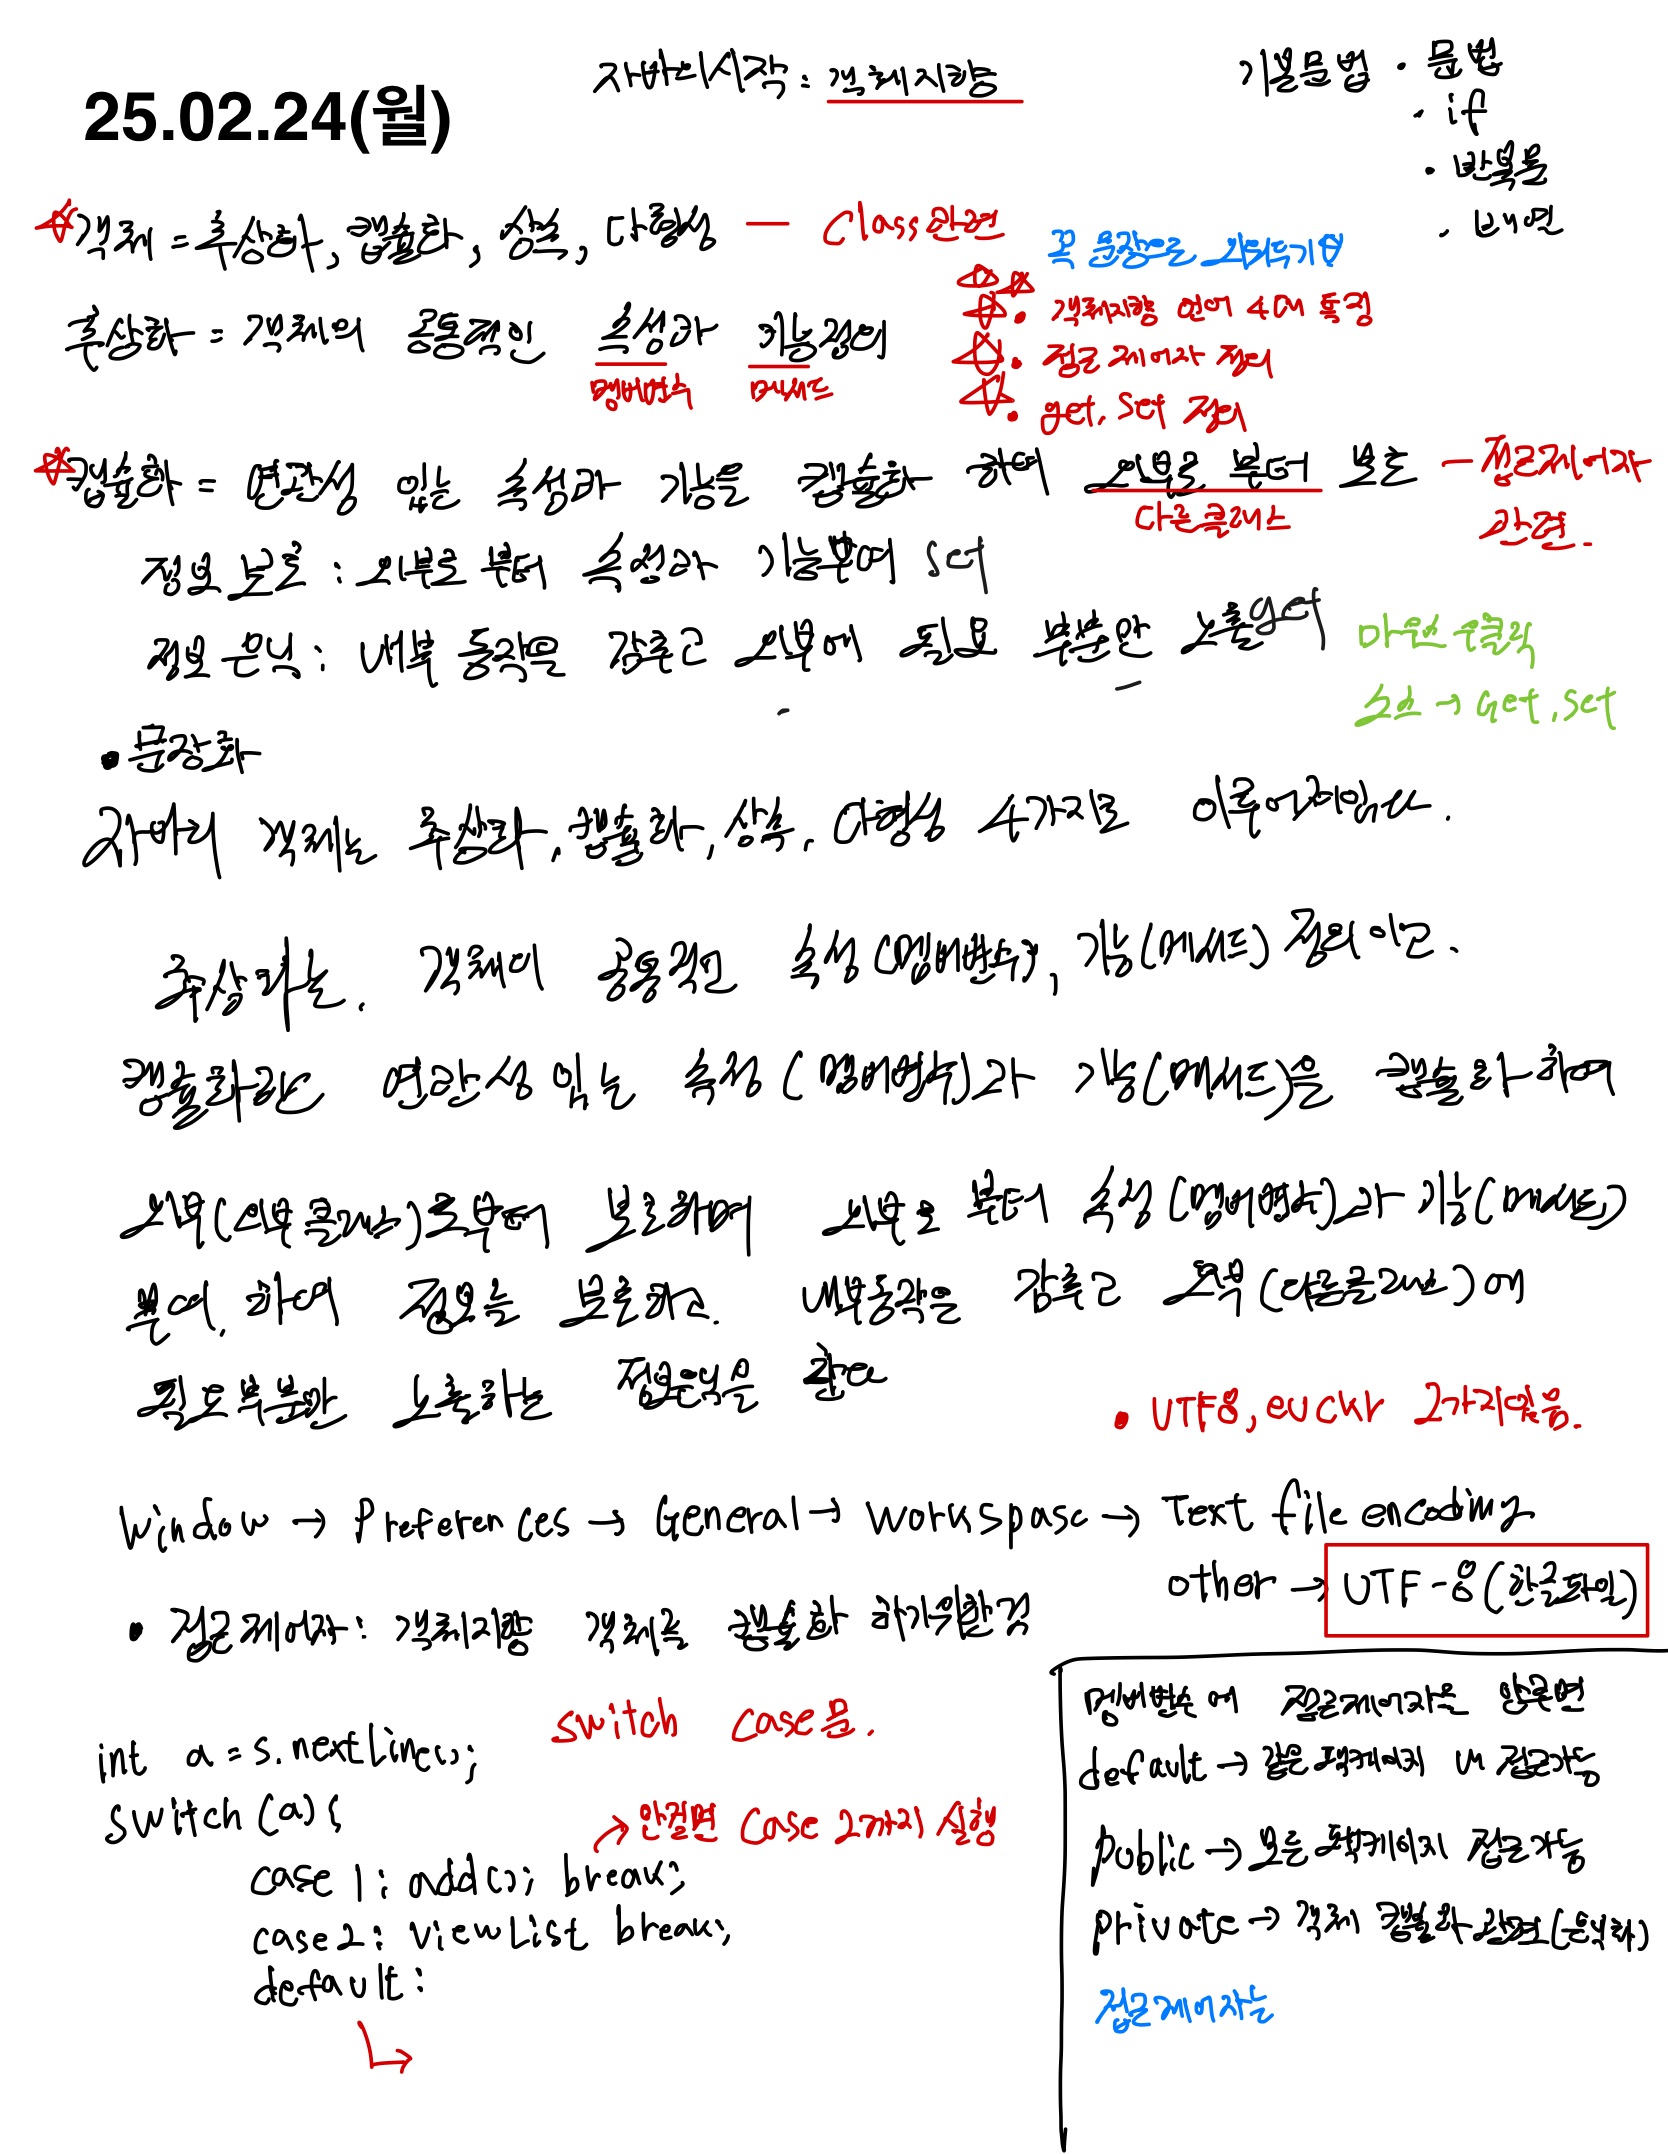 25.02.24(월)
자바의시작 : 객체지향
기본문법 · 문법
· if
· 반복문
· 배열
☆객체 = 추상화, 캡슐화, 상속, 다형성 — Class관련
꼭 문장으로 외워두기
추상화 = 객체의 공통적인 속성과 기능정의
멤버변수 메서드
☆☆
☆· 객체지향 언어 4대 특징
☆· 접근 제어자 정의
☆· get, set 정의
☆캡슐화 = 연관성 있는 속성과 기능을 캡슐화 하여 외부로 부터 보호 – 접근제어자
다른클래스
관련.
정보 보호 : 외부로 부터 속성과 기능부여 set
정보 은닉 : 내부 동작을 감추고 외부에 필요 부분만 노출 get
마우스 우클릭
소스 → Get, Set
• 문장화
자바의 객체는 추상화, 캡슐화, 상속, 다형성 4가지로 이루어져있다.
추상화는. 객체의 공통적인 속성(멤버변수), 기능(메서드) 정의 이고.
캡슐화란 연관성 있는 속성(멤버변수)과 기능(메서드)을 캡슐화하여
외부(외부클래스)로부터 보호하며 외부로 부터 속성(멤버변수)과 기능(메서드)
부여, 하여 정보를 보호하고. 내부동작을 감추고 외부(다른클래스)에
필요부분만 노출하는 정보은닉을 한다
• UTF8, euckr 2가지있음.
Window → Preferences → General → workspasc → Text file encoding
other → UTF-8(한글파일)
• 접근제어자 : 객체지향 객체를 캡슐화 하기위한것
int a = s.nextLine();
switch case문.
switch (a) {
→ 안걸면 case 2까지 실행
case 1: add(); break;
case 2: viewList break;
default :
멤버변수에 접근제어자를 안쓰면
default → 같은 패케이지 내 접근가능
public → 모든 패케이지 접근가능
private → 객체 캡슐화 관련(은닉화)
접근제어자는